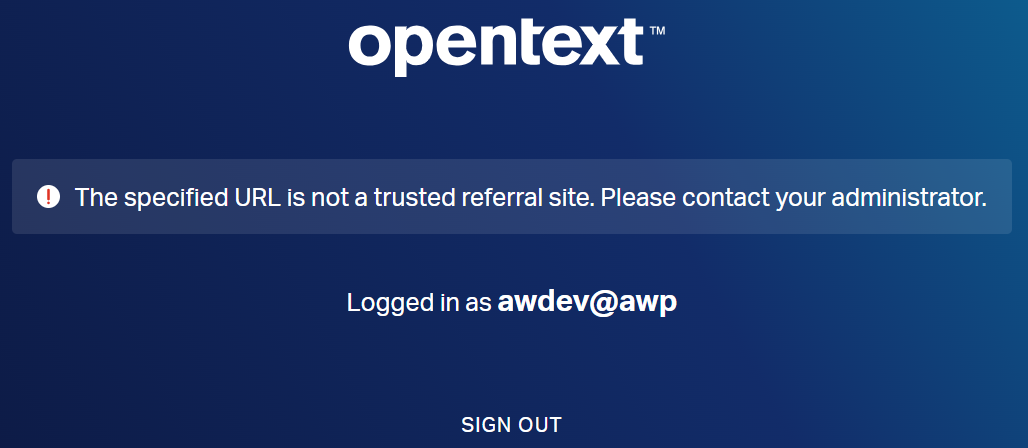 opentext™
! The specified URL is not a trusted referral site. Please contact your administrator.
Logged in as awdev@awp
SIGN OUT